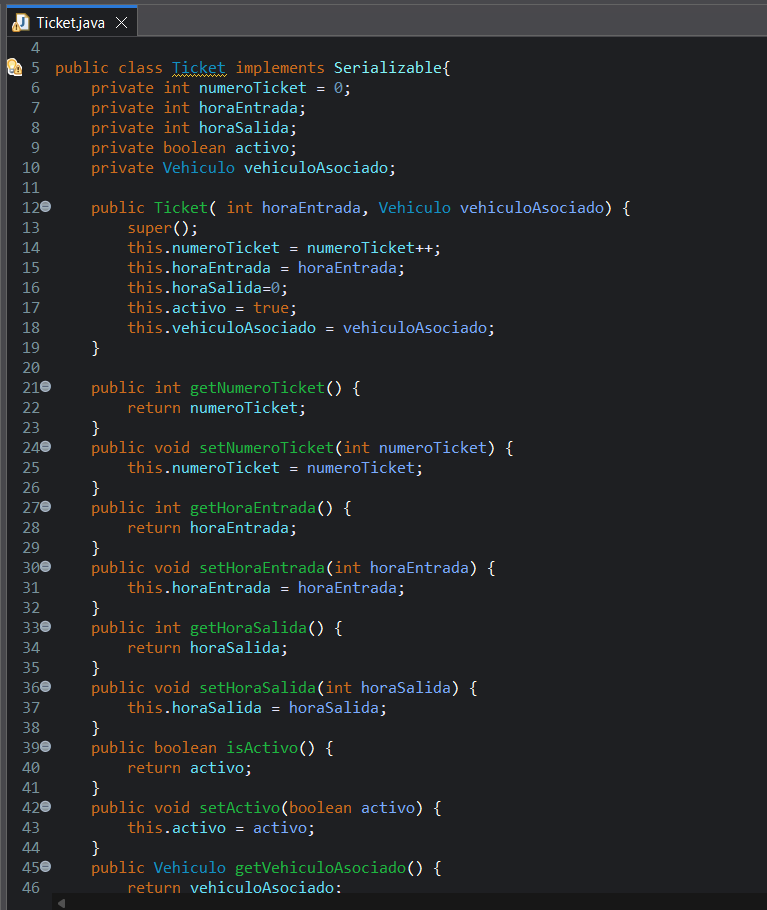 Ticket.java
4
5 public class Ticket implements Serializable{
6     private int numeroTicket = 0;
7     private int horaEntrada;
8     private int horaSalida;
9     private boolean activo;
10     private Vehiculo vehiculoAsociado;
11
12     public Ticket( int horaEntrada, Vehiculo vehiculoAsociado) {
13         super();
14         this.numeroTicket = numeroTicket++;
15         this.horaEntrada = horaEntrada;
16         this.horaSalida=0;
17         this.activo = true;
18         this.vehiculoAsociado = vehiculoAsociado;
19     }
20
21     public int getNumeroTicket() {
22         return numeroTicket;
23     }
24     public void setNumeroTicket(int numeroTicket) {
25         this.numeroTicket = numeroTicket;
26     }
27     public int getHoraEntrada() {
28         return horaEntrada;
29     }
30     public void setHoraEntrada(int horaEntrada) {
31         this.horaEntrada = horaEntrada;
32     }
33     public int getHoraSalida() {
34         return horaSalida;
35     }
36     public void setHoraSalida(int horaSalida) {
37         this.horaSalida = horaSalida;
38     }
39     public boolean isActivo() {
40         return activo;
41     }
42     public void setActivo(boolean activo) {
43         this.activo = activo;
44     }
45     public Vehiculo getVehiculoAsociado() {
46         return vehiculoAsociado;